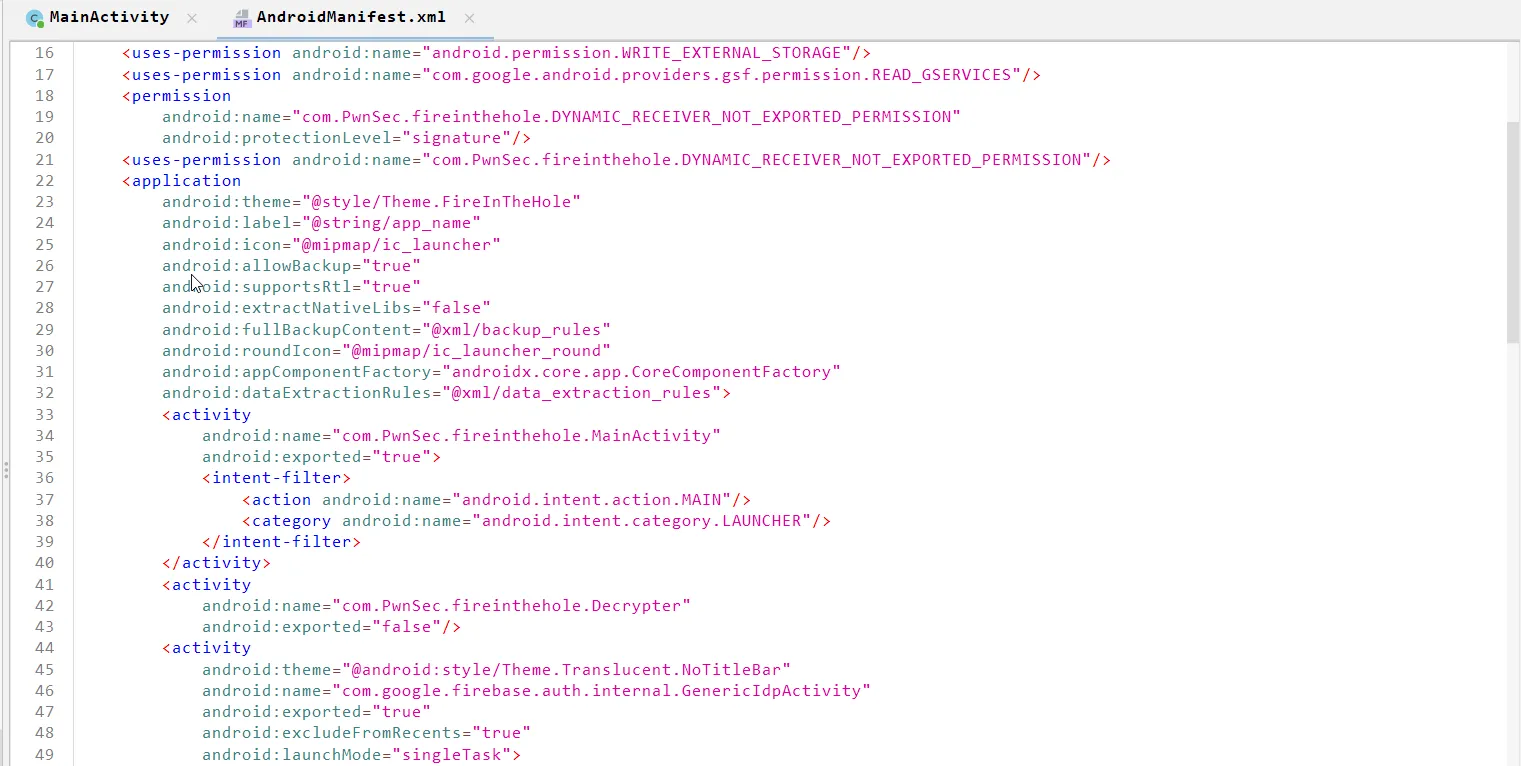 MainActivity × MF AndroidManifest.xml ×
16 <uses-permission android:name="android.permission.WRITE_EXTERNAL_STORAGE"/>
17 <uses-permission android:name="com.google.android.providers.gsf.permission.READ_GSERVICES"/>
18 <permission
19 android:name="com.PwnSec.fireinthehole.DYNAMIC_RECEIVER_NOT_EXPORTED_PERMISSION"
20 android:protectionLevel="signature"/>
21 <uses-permission android:name="com.PwnSec.fireinthehole.DYNAMIC_RECEIVER_NOT_EXPORTED_PERMISSION"/>
22 <application
23 android:theme="@style/Theme.FireInTheHole"
24 android:label="@string/app_name"
25 android:icon="@mipmap/ic_launcher"
26 android:allowBackup="true"
27 android:supportsRtl="true"
28 android:extractNativeLibs="false"
29 android:fullBackupContent="@xml/backup_rules"
30 android:roundIcon="@mipmap/ic_launcher_round"
31 android:appComponentFactory="androidx.core.app.CoreComponentFactory"
32 android:dataExtractionRules="@xml/data_extraction_rules">
33 <activity
34 android:name="com.PwnSec.fireinthehole.MainActivity"
35 android:exported="true">
36 <intent-filter>
37 <action android:name="android.intent.action.MAIN"/>
38 <category android:name="android.intent.category.LAUNCHER"/>
39 </intent-filter>
40 </activity>
41 <activity
42 android:name="com.PwnSec.fireinthehole.Decrypter"
43 android:exported="false"/>
44 <activity
45 android:theme="@android:style/Theme.Translucent.NoTitleBar"
46 android:name="com.google.firebase.auth.internal.GenericIdpActivity"
47 android:exported="true"
48 android:excludeFromRecents="true"
49 android:launchMode="singleTask">